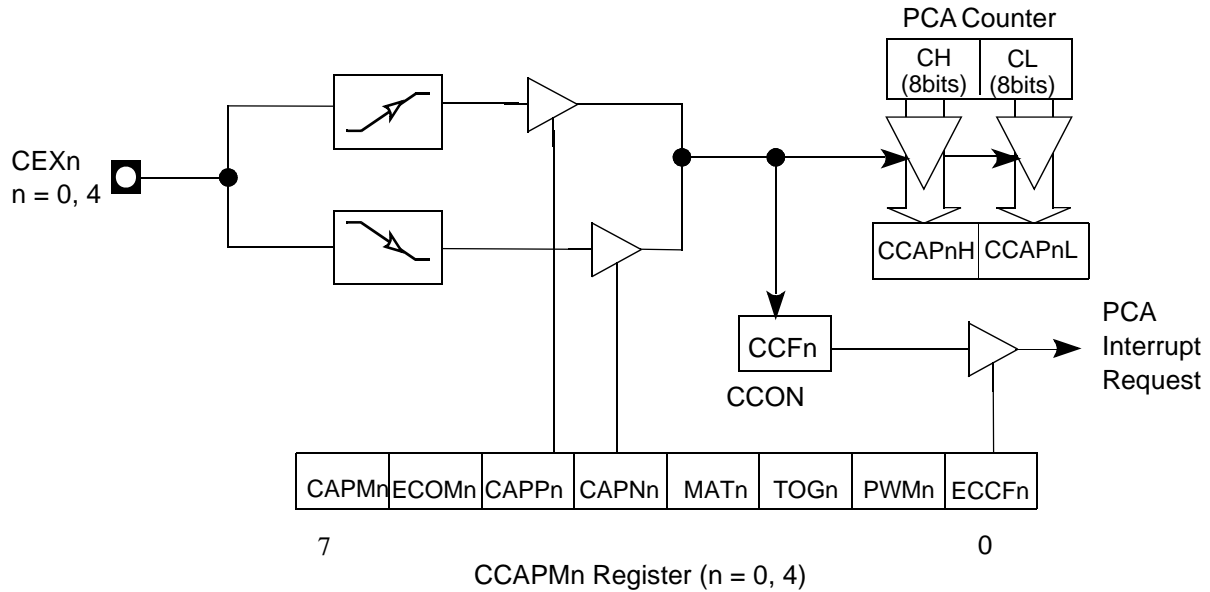 PCA Counter
CH
(8bits)
CL
(8bits)
CEXn
n = 0, 4
CCAPnH
CCAPnL
CCFn
CCON
PCA
Interrupt
Request
CAPMn
ECOMn
CAPPn
CAPNn
MATn
TOGn
PWMn
ECCFn
7
0
CCAPMn Register (n = 0, 4)